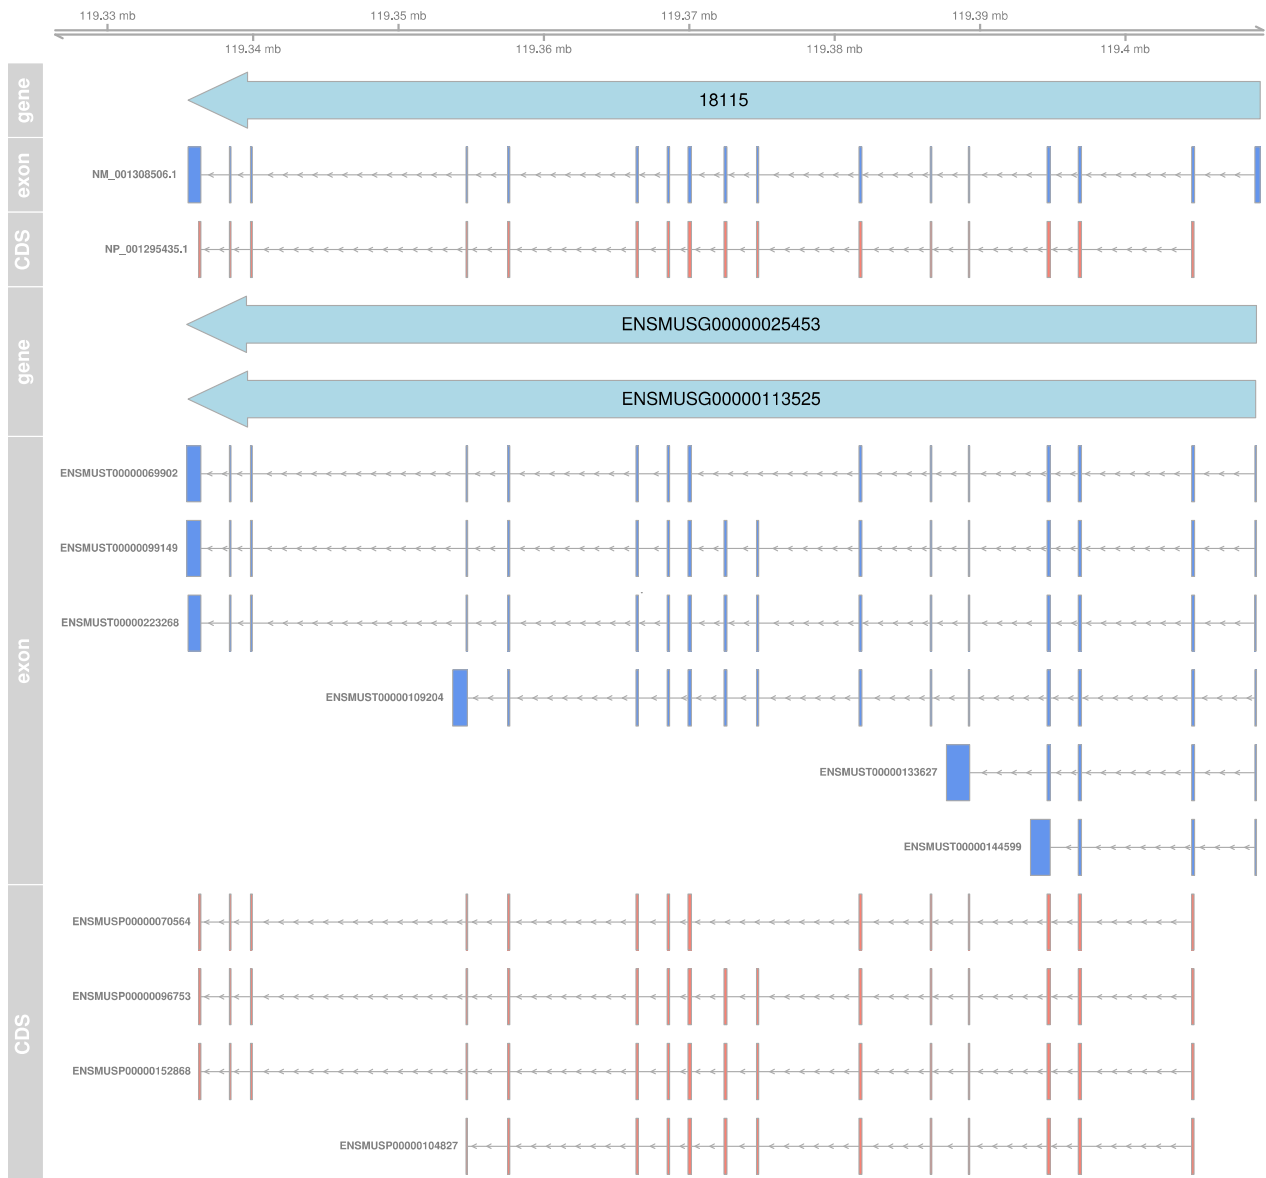 119.33 mb 119.35 mb 119.37 mb 119.39 mb
119.34 mb 119.36 mb 119.38 mb 119.4 mb
gene
18115
exon
NM_001308506.1
CDS
NP_001295435.1
gene
ENSMUSG00000025453
ENSMUSG00000113525
exon
ENSMUST00000069902
ENSMUST00000099149
ENSMUST00000223268
ENSMUST00000109204
ENSMUST00000133627
ENSMUST00000144599
CDS
ENSMUSP00000070564
ENSMUSP00000096753
ENSMUSP00000152868
ENSMUSP00000104827